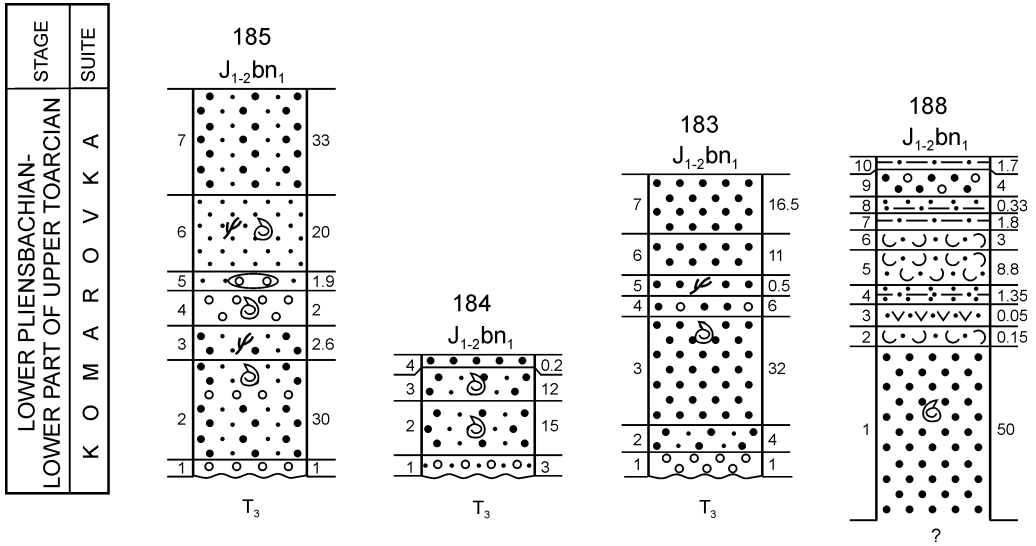 STAGE
SUITE
LOWER PLIENSBACHIAN-
LOWER PART OF UPPER TOARCIAN
KOMAROVKA
185
J₁₋₂bn₁
7 33
6 20
5 1.9
4 2
3 2.6
2 30
1 1
T₃
184
J₁₋₂bn₁
4 0.2
3 12
2 15
1 3
T₃
183
J₁₋₂bn₁
7 16.5
6 11
5 0.5
4 6
3 32
2 4
1 1
T₃
188
J₁₋₂bn₁
10 1.7
9 4
8 0.33
7 1.8
6 3
5 8.8
4 1.35
3 0.05
2 0.15
1 50
?